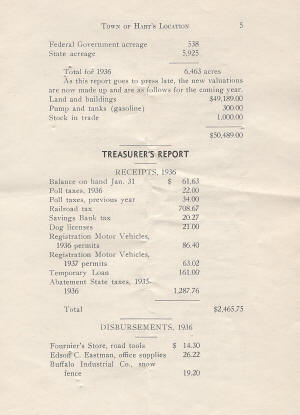 TOWN OF HART'S LOCATION 5
Federal Government acreage 538
State acreage 5,925
Total for 1936 6,463 acres
As this report goes to press late, the new valuations
are now made up and are as follows for the coming year.
Land and buildings $49,189.00
Pump and tanks (gasoline) 300.00
Stock in trade 1,000.00
$50,489.00
TREASURER'S REPORT
RECEIPTS, 1936
Balance on hand Jan. 31 $ 61.63
Poll taxes, 1936 22.00
Poll taxes, previous year 34.00
Railroad tax 708.67
Savings Bank tax 20.27
Dog licenses 21.00
Registration Motor Vehicles,
1936 permits 86.40
Registration Motor Vehicles,
1937 permits 63.02
Temporary Loan 161.00
Abatement State taxes, 1935-
1936 1,287.76
Total $2,465.75
DISBURSEMENTS, 1936
Fournier's Store, road tools $ 14.30
Edson C. Eastman, office supplies 26.22
Buffalo Industrial Co., snow
fence 19.20